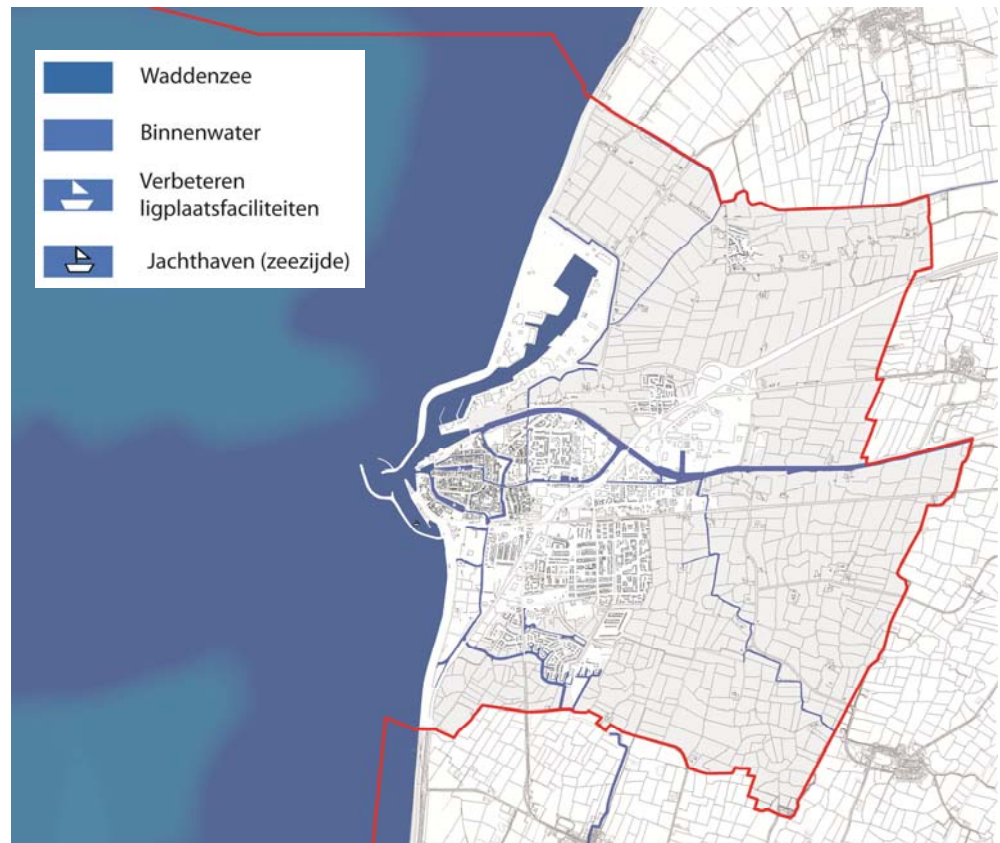 Waddenzee
Binnenwater
Verbeteren
ligplaatsfaciliteiten
Jachthaven (zeezijde)